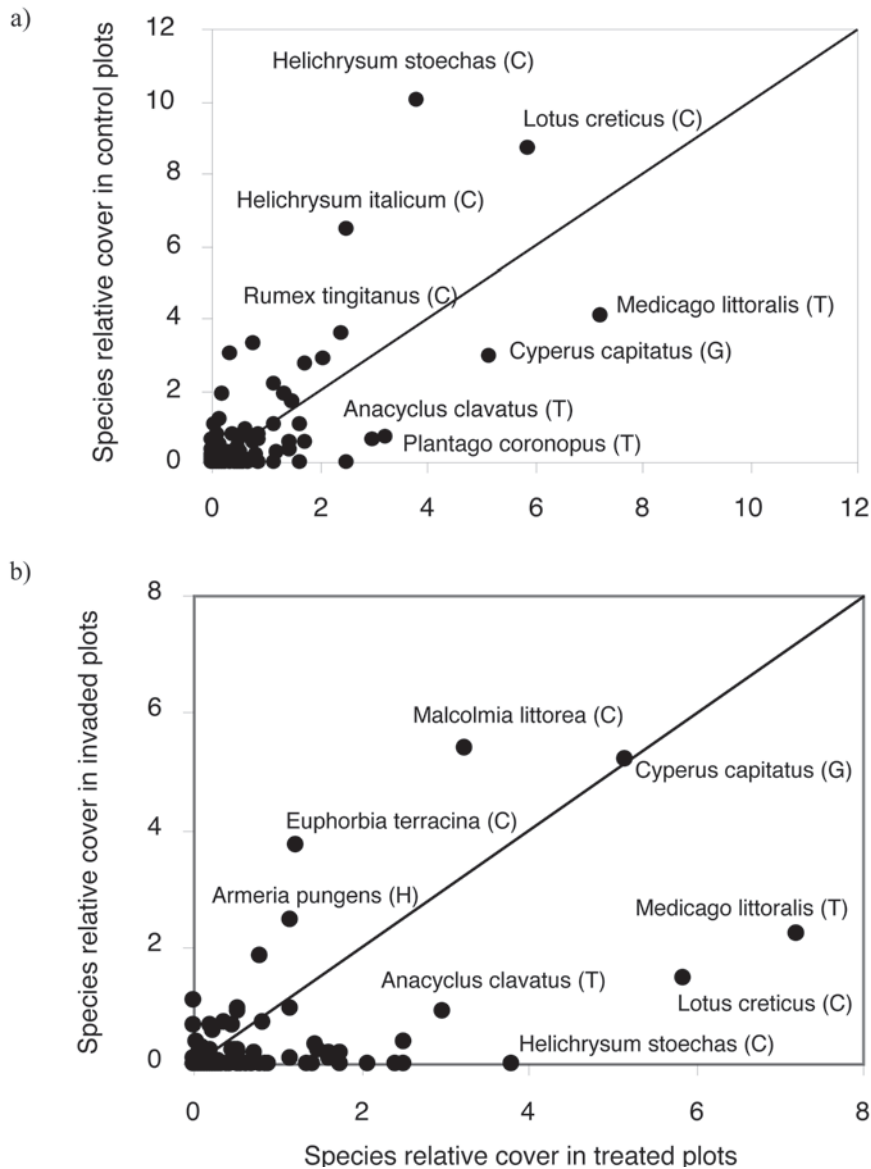 a)
Species relative cover in control plots
12
10
8
6
4
2
0
Helichrysum stoechas (C)
Lotus creticus (C)
Helichrysum italicum (C)
Rumex tingitanus (C)
Medicago littoralis (T)
Cyperus capitatus (G)
Anacyclus clavatus (T)
Plantago coronopus (T)
0 2 4 6 8 10 12
b)
Species relative cover in invaded plots
8
6
4
2
0
Malcolmia littorea (C)
Cyperus capitatus (G)
Euphorbia terracina (C)
Armeria pungens (H)
Medicago littoralis (T)
Anacyclus clavatus (T)
Lotus creticus (C)
Helichrysum stoechas (C)
0 2 4 6 8
Species relative cover in treated plots